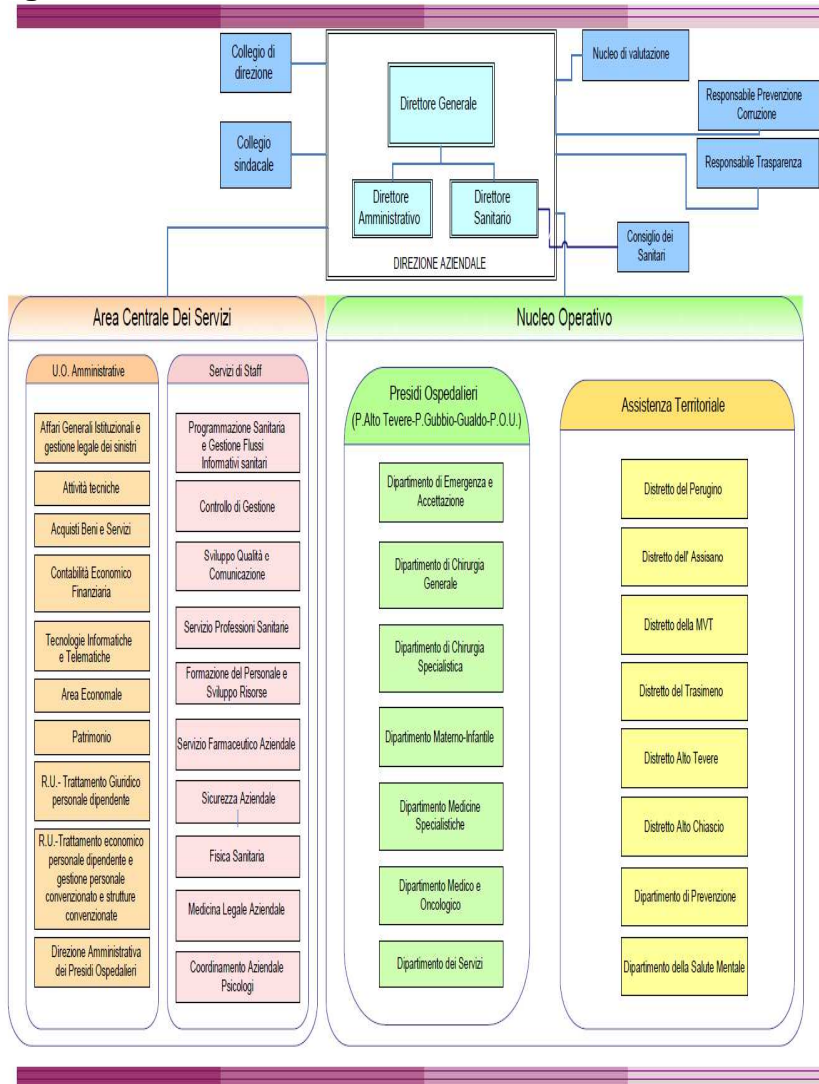 Collegio di
direzione
Collegio
sindacale
Direttore Generale
Direttore
Amministrativo
Direttore
Sanitario
DIREZIONE AZIENDALE
Nucleo di valutazione
Responsabile Prevenzione
Corruzione
Responsabile Trasparenza
Consiglio dei
Sanitari
Area Centrale Dei Servizi
U.O. Amministrative
Affari Generali Istituzionali e
gestione legale dei sinistri
Attività tecniche
Acquisti Beni e Servizi
Contabilità Economico
Finanziaria
Tecnologie Informatiche
e Telematiche
Area Economale
Patrimonio
R.U.- Trattamento Giuridico
personale dipendente
R.U.-Trattamento economico
personale dipendente e
gestione personale
convenzionato e strutture
convenzionate
Direzione Amministrativa
dei Presidi Ospedalieri
Servizi di Staff
Programmazione Sanitaria
e Gestione Flussi
Informativi sanitari
Controllo di Gestione
Sviluppo Qualità e
Comunicazione
Servizio Professioni Sanitarie
Formazione del Personale e
Sviluppo Risorse
Servizio Farmaceutico Aziendale
Sicurezza Aziendale
Fisica Sanitaria
Medicina Legale Aziendale
Coordinamento Aziendale
Psicologi
Nucleo Operativo
Presidi Ospedalieri
(P.Alto Tevere-P.Gubbio-Gualdo-P.O.U.)
Dipartimento di Emergenza e
Accettazione
Dipartimento di Chirurgia
Generale
Dipartimento di Chirurgia
Specialistica
Dipartimento Materno-Infantile
Dipartimento Medicine
Specialistiche
Dipartimento Medico e
Oncologico
Dipartimento dei Servizi
Assistenza Territoriale
Distretto del Perugino
Distretto dell' Assisano
Distretto della MVT
Distretto del Trasimeno
Distretto Alto Tevere
Distretto Alto Chiascio
Dipartimento di Prevenzione
Dipartimento della Salute Mentale